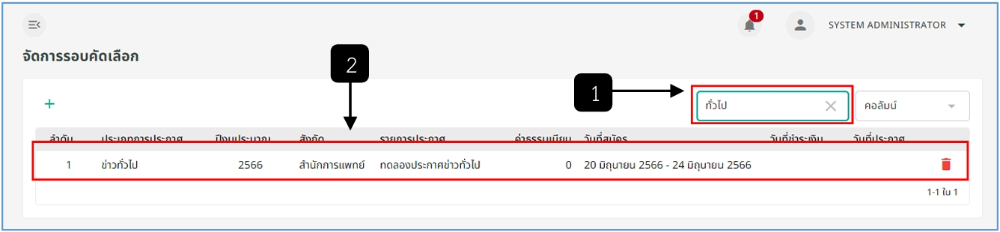 1
SYSTEM ADMINISTRATOR
จัดการรอบคัดเลือก
2
1
ทั่วไป
คอลัมน์
ลำดับ ประเภทการประกาศ ปีงบประมาณ สังกัด รายการประกาศ ค่าธรรมเนียม วันที่สมัคร วันที่ชำระเงิน วันที่ประกาศ
1 ข่าวทั่วไป 2566 สำนักการแพทย์ ทดลองประกาศข่าวทั่วไป 0 20 มิถุนายน 2566 - 24 มิถุนายน 2566
1-1 ใน 1